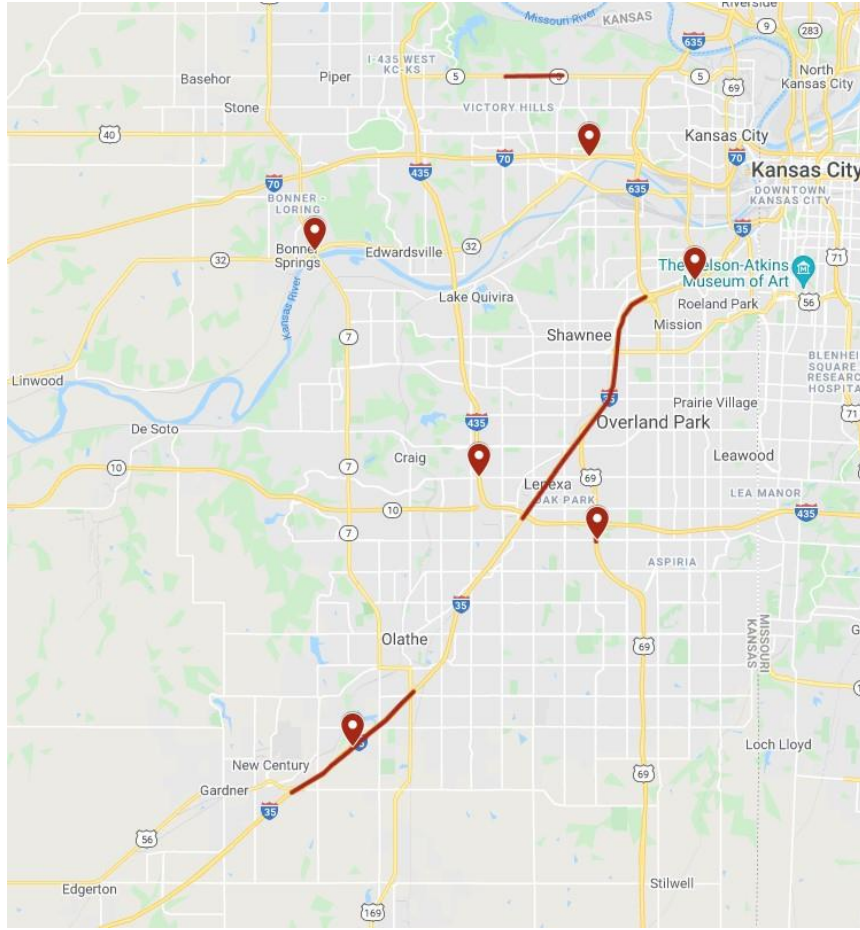 Missouri River
KANSAS
Riverside
9
283
635
I-435 WEST
KC-KS
Basehor
Piper
5
5
5
69
North
Kansas City
Stone
VICTORY HILLS
40
Kansas City
70
70
70
435
635
Kansas City
DOWNTOWN
KANSAS CITY
BONNER -
LORING
35
Bonner
Springs
Edwardsville
32
32
71
The Nelson-Atkins
Museum of Art
56
Lake Quivira
Roeland Park
Kansas River
Mission
Shawnee
7
BLENHEIM
SQUARE
RESEARCH
HOSPITAL
Linwood
35
Prairie Village
71
De Soto
435
Overland Park
10
7
Craig
Leawood
Lenexa
69
OAK PARK
LEA MANOR
10
435
7
ASPIRIA
35
MISSOURI
KANSAS
Olathe
69
New Century
Loch Lloyd
Gardner
69
35
56
Edgerton
Stilwell
169